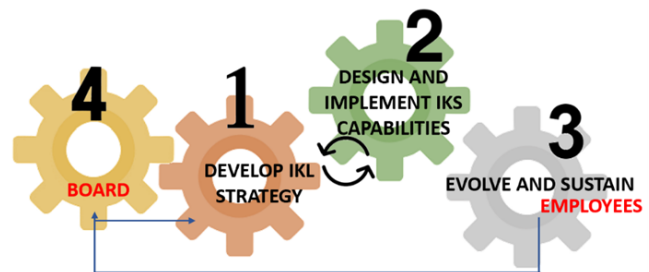 4
BOARD
1
DEVELOP IKL
STRATEGY
2
DESIGN AND
IMPLEMENT IKS
CAPABILITIES
3
EVOLVE AND SUSTAIN
EMPLOYEES